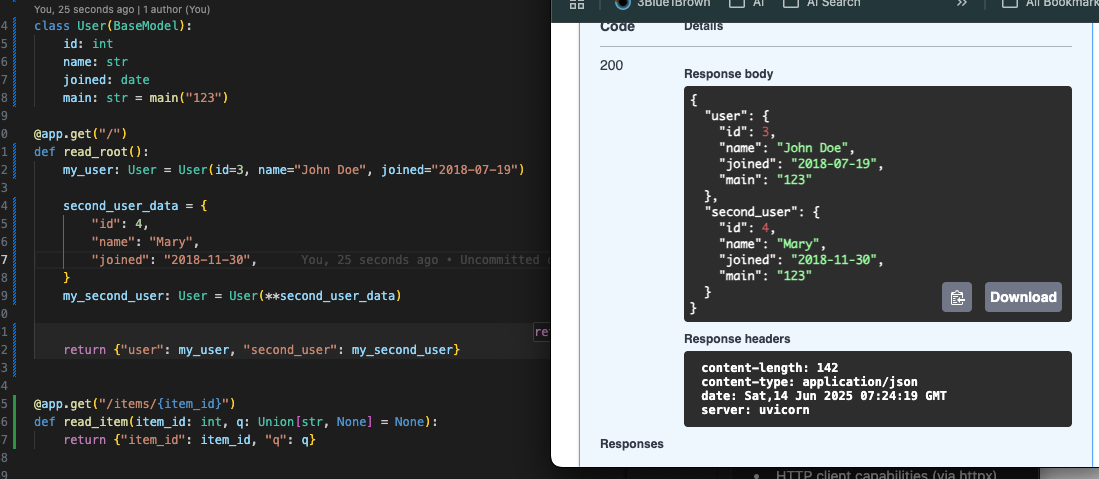 You, 25 seconds ago | 1 author (You)
4 class User(BaseModel):
5 id: int
6 name: str
7 joined: date
8 main: str = main("123")
9
0 @app.get("/")
1 def read_root():
2 my_user: User = User(id=3, name="John Doe", joined="2018-07-19")
3
4 second_user_data = {
5 "id": 4,
6 "name": "Mary",
7 "joined": "2018-11-30", You, 25 seconds ago • Uncommitted
8 }
9 my_second_user: User = User(**second_user_data)
0
1 re
2 return {"user": my_user, "second_user": my_second_user}
3
4
5 @app.get("/items/{item_id}")
6 def read_item(item_id: int, q: Union[str, None] = None):
7 return {"item_id": item_id, "q": q}
8
9
3Blue1Brown AI AI Search » All Bookmark
Code Details
200
Response body
{
"user": {
"id": 3,
"name": "John Doe",
"joined": "2018-07-19",
"main": "123"
},
"second_user": {
"id": 4,
"name": "Mary",
"joined": "2018-11-30",
"main": "123"
}
}
Download
Response headers
content-length: 142
content-type: application/json
date: Sat,14 Jun 2025 07:24:19 GMT
server: uvicorn
Responses
• HTTP client capabilities (via httpx)